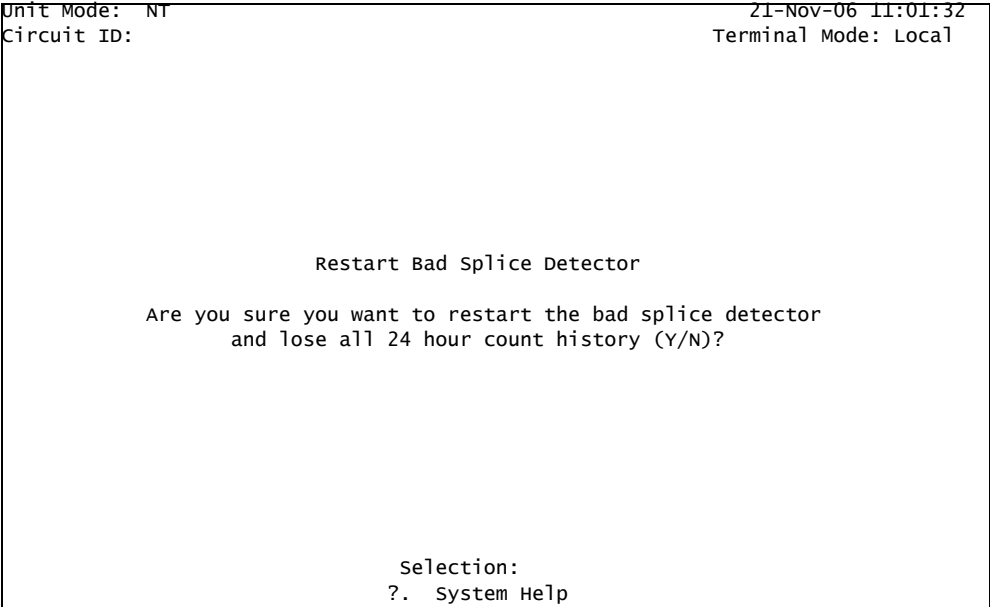 Unit Mode: NT 21-Nov-06 11:01:32
Circuit ID: Terminal Mode: Local
Restart Bad Splice Detector
Are you sure you want to restart the bad splice detector
and lose all 24 hour count history (Y/N)?
Selection:
?. System Help